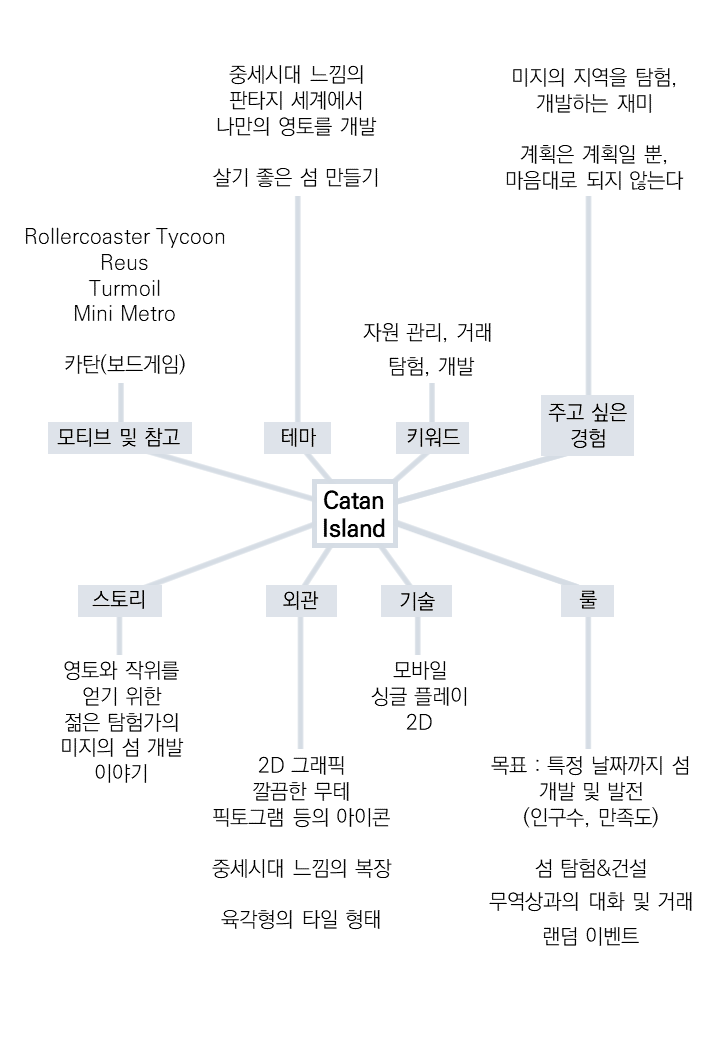 중세시대 느낌의
판타지 세계에서
나만의 영토를 개발
살기 좋은 섬 만들기
미지의 지역을 탐험,
개발하는 재미
계획은 계획일 뿐,
마음대로 되지 않는다
Rollercoaster Tycoon
Reus
Turmoil
Mini Metro
카탄(보드게임)
자원 관리, 거래
탐험, 개발
모티브 및 참고
테마
키워드
주고 싶은
경험
Catan
Island
스토리
외관
기술
룰
영토와 작위를
얻기 위한
젊은 탐험가의
미지의 섬 개발
이야기
2D 그래픽
깔끔한 무테
픽토그램 등의 아이콘
중세시대 느낌의 복장
육각형의 타일 형태
모바일
싱글 플레이
2D
목표 : 특정 날짜까지 섬
개발 및 발전
(인구수, 만족도)
섬 탐험&건설
무역상과의 대화 및 거래
랜덤 이벤트